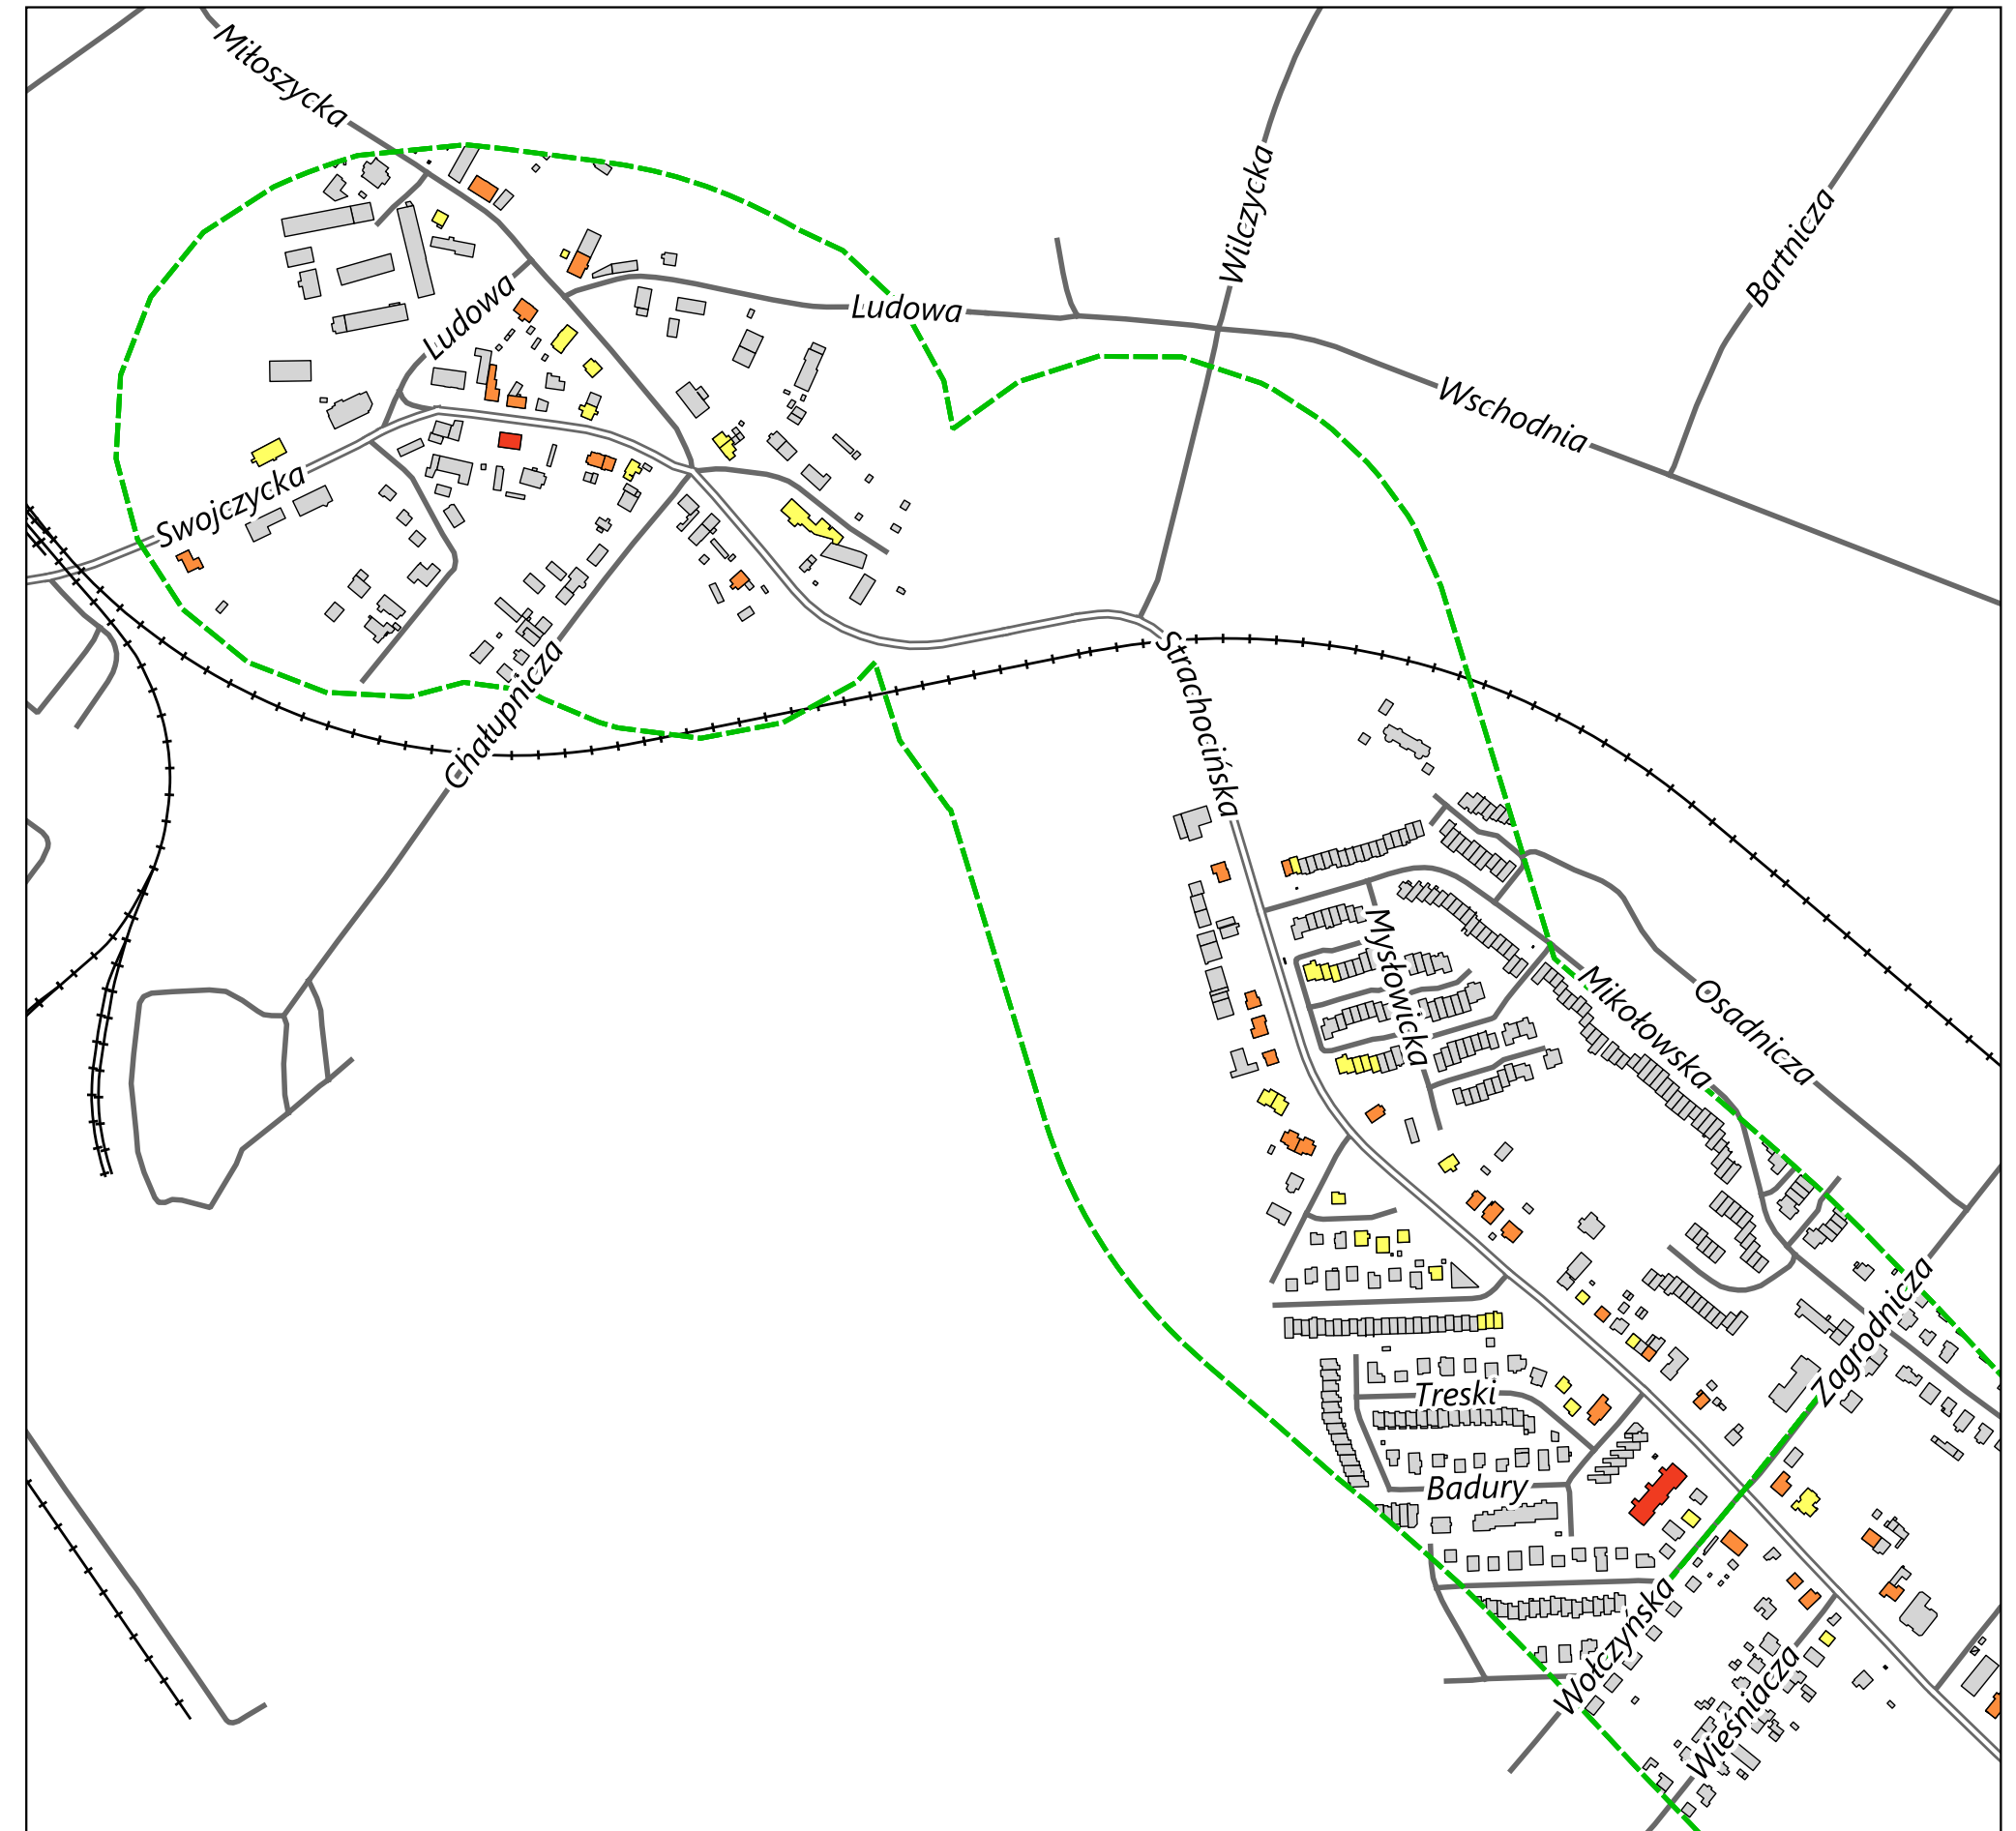 Miłoszycka
Wilczycka
Bartnicza
Ludowa
Ludowa
Wschodnia
Swojczycka
Chałupnicza
Strachocińska
Mysłowicka
Mikołowska
Osadnicza
Zagrodnicza
Treski
Badury
Wołczyńska
Wieśniacza